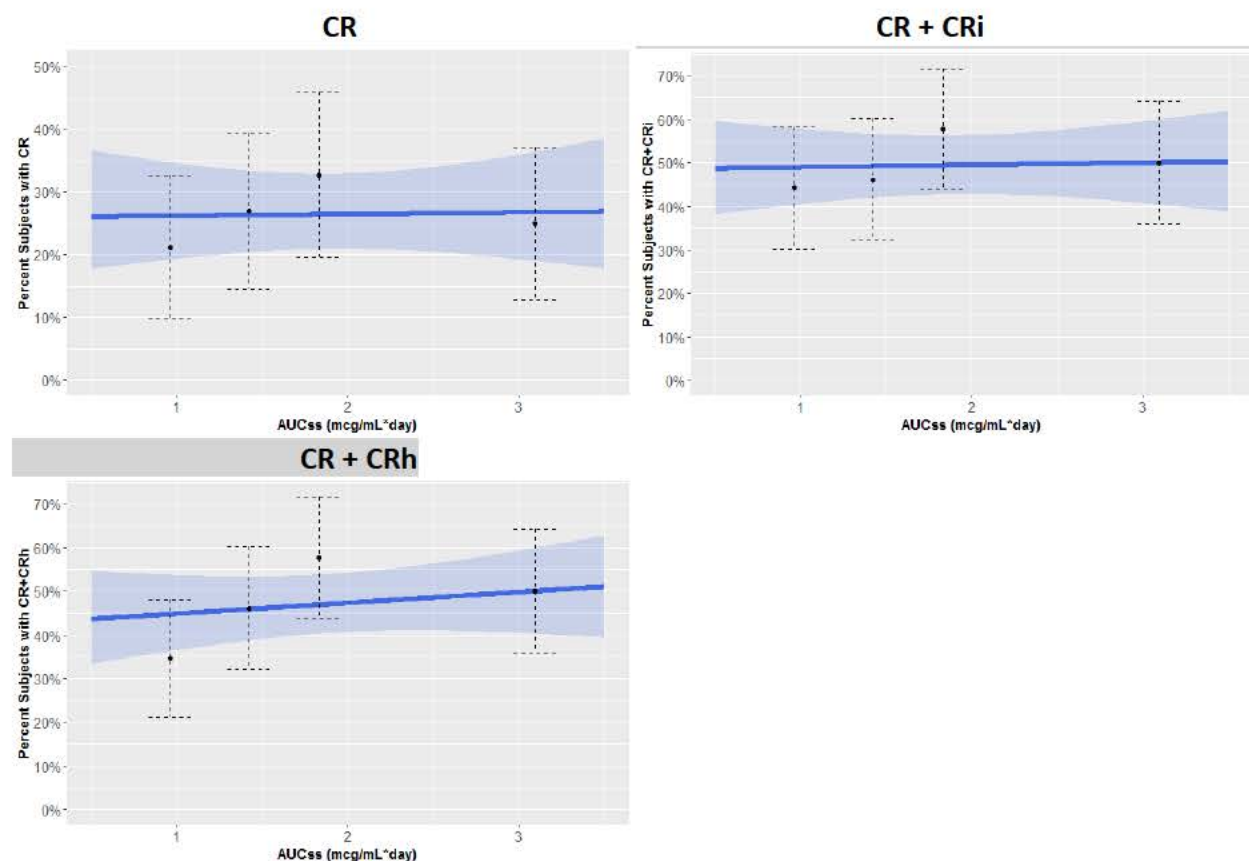 CR
Percent Subjects with CR
50%
40%
30%
20%
10%
0%
1 2 3
AUCss (mcg/mL*day)
CR + CRi
Percent Subjects with CR+CRi
70%
60%
50%
40%
30%
20%
10%
0%
1 2 3
AUCss (mcg/mL*day)
CR + CRh
Percent Subjects with CR+CRh
70%
60%
50%
40%
30%
20%
10%
0%
1 2 3
AUCss (mcg/mL*day)